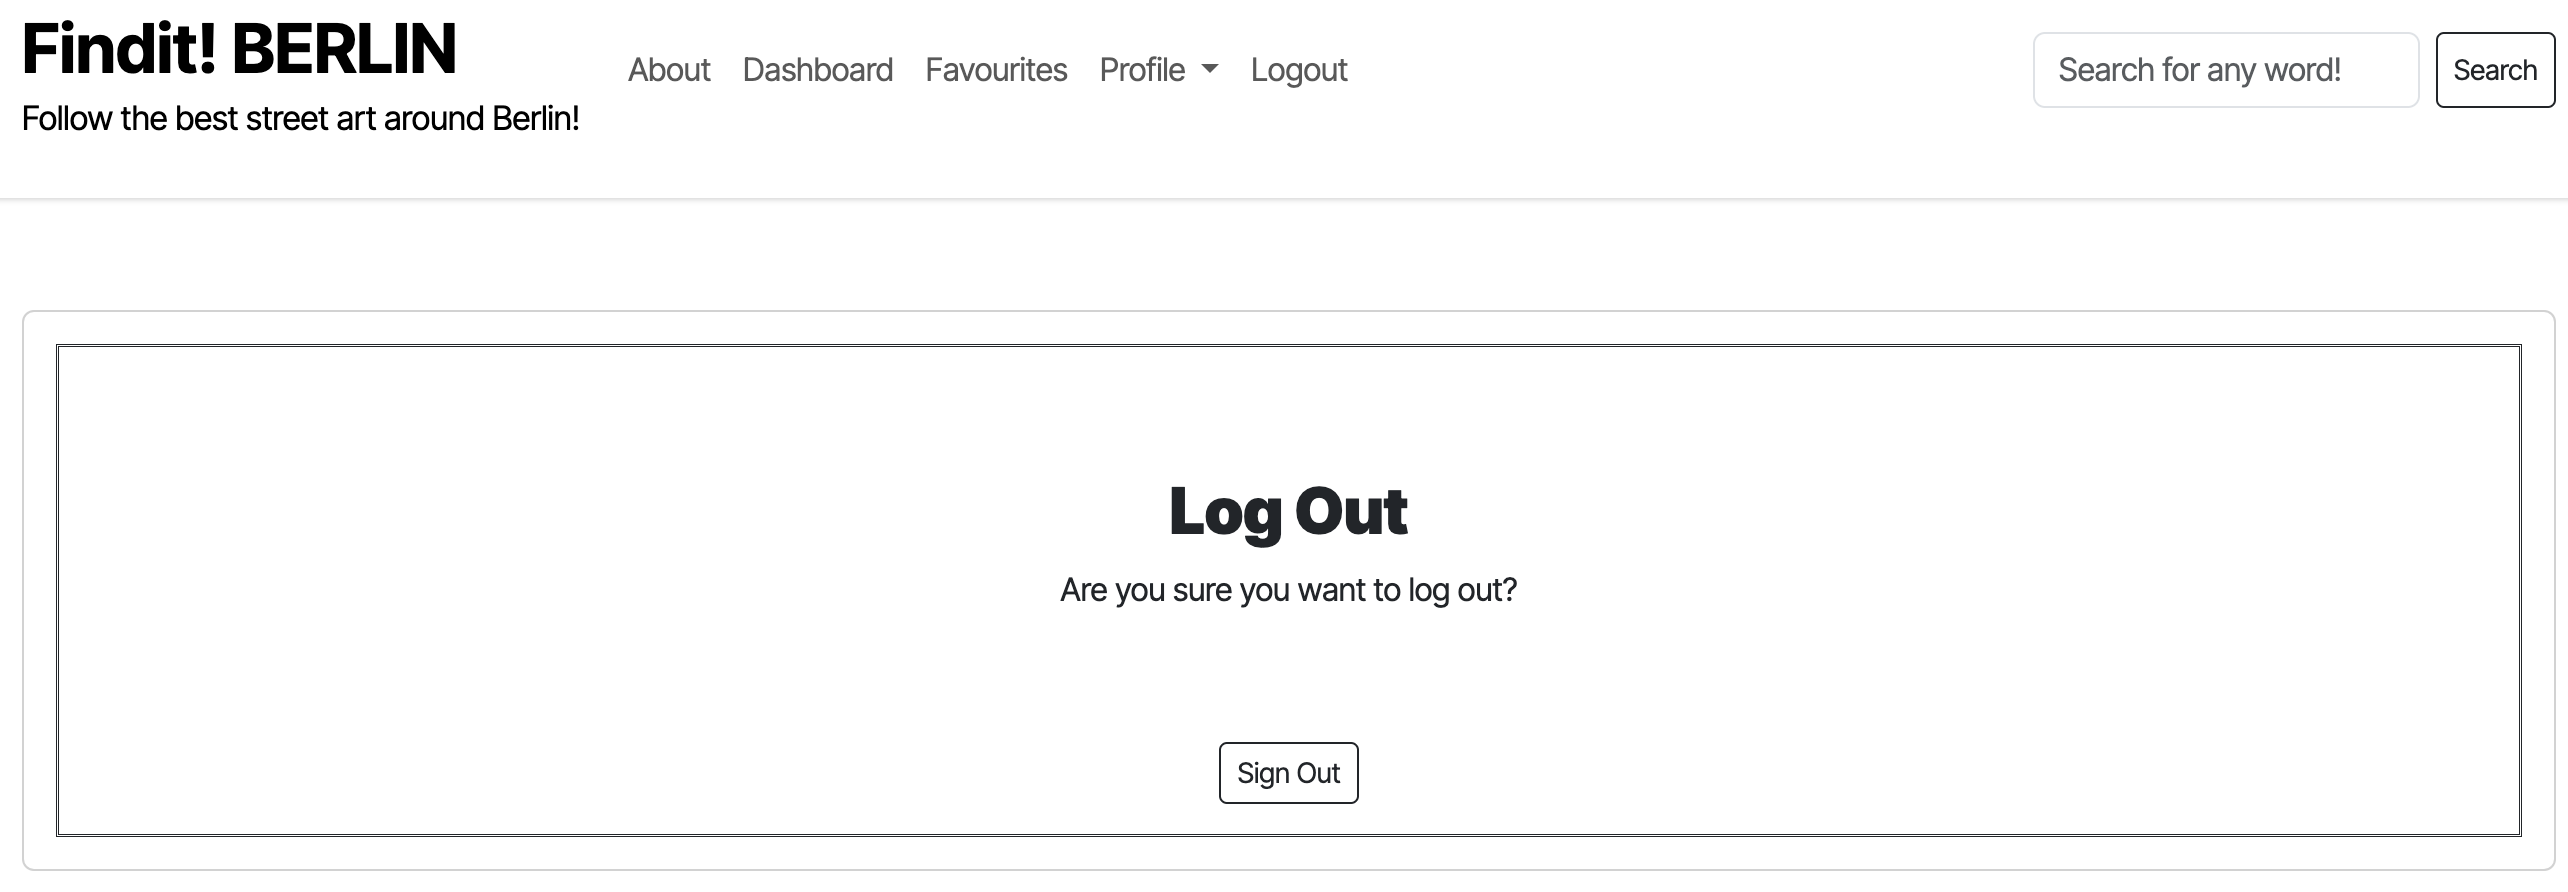 Findit! BERLIN
Follow the best street art around Berlin!
About Dashboard Favourites Profile Logout
Search for any word! Search
Log Out
Are you sure you want to log out?
Sign Out